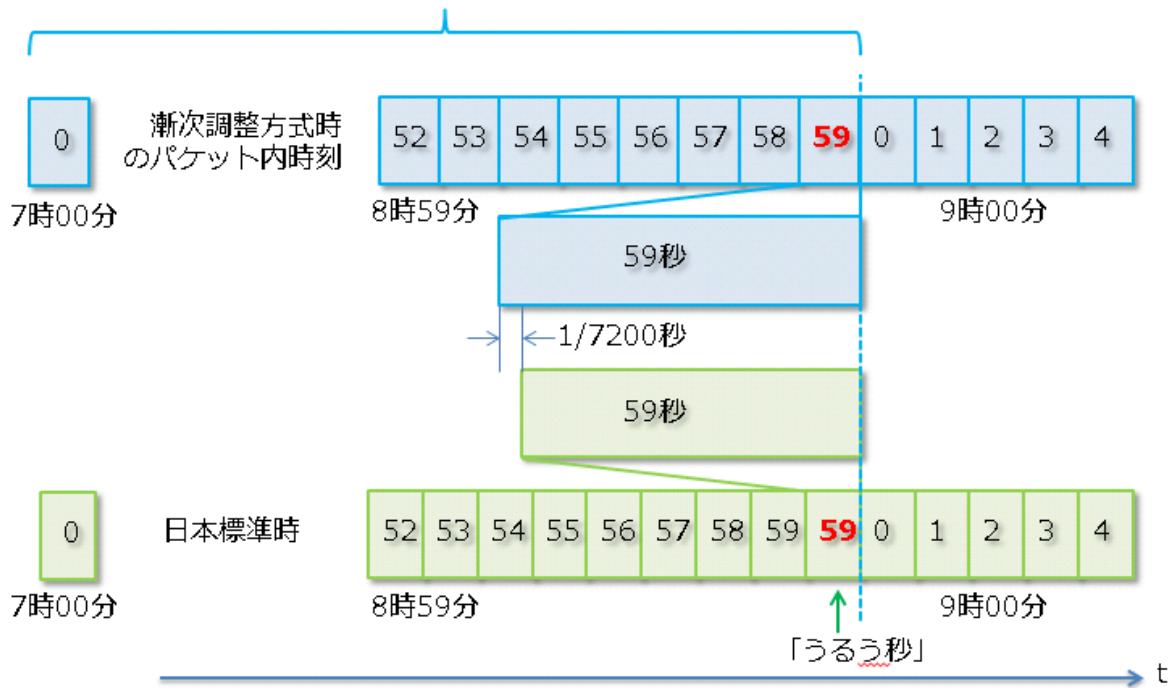 0
漸次調整方式時
のパケット内時刻
52 53 54 55 56 57 58 59 0 1 2 3 4
7時00分
8時59分
9時00分
59秒
1/7200秒
59秒
0
日本標準時
52 53 54 55 56 57 58 59 59 0 1 2 3 4
7時00分
8時59分
9時00分
「うるう秒」
t